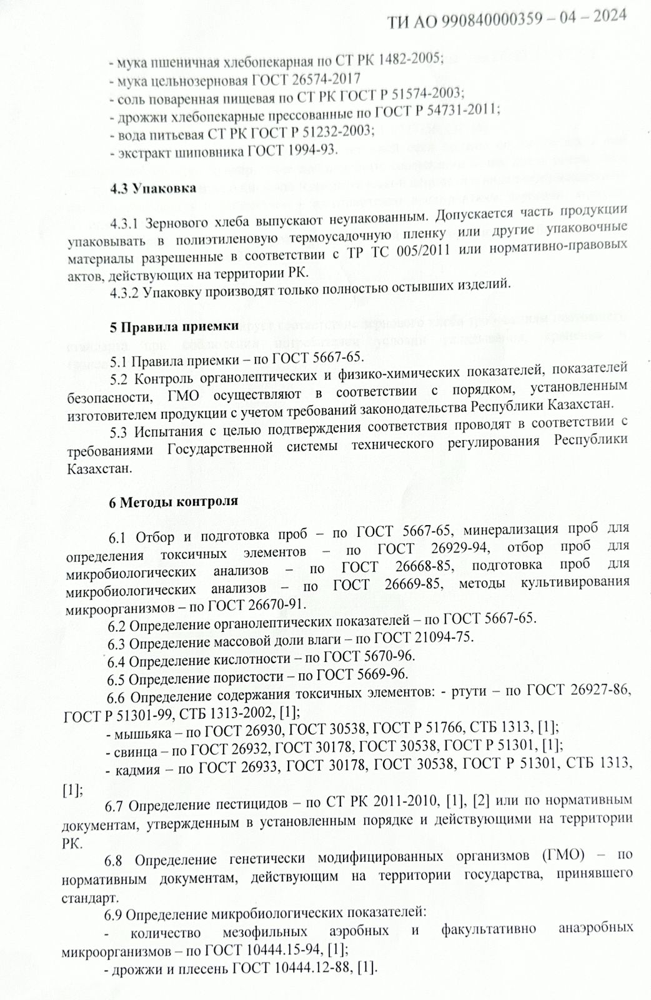 ТИ АО 990840000359 – 04 – 2024
- мука пшеничная хлебопекарная по СТ РК 1482-2005;
- мука цельнозерновая ГОСТ 26574-2017
- соль поваренная пищевая по СТ РК ГОСТ Р 51574-2003;
- дрожжи хлебопекарные прессованные по ГОСТ Р 54731-2011;
- вода питьевая СТ РК ГОСТ Р 51232-2003;
- экстракт шиповника ГОСТ 1994-93.
4.3 Упаковка
4.3.1 Зернового хлеба выпускают неупакованным. Допускается часть продукции
упаковывать в полиэтиленовую термоусадочную пленку или другие упаковочные
материалы разрешенные в соответствии с ТР ТС 005/2011 или нормативно-правовых
актов, действующих на территории РК.
4.3.2 Упаковку производят только полностью остывших изделий.
5 Правила приемки
5.1 Правила приемки – по ГОСТ 5667-65.
5.2 Контроль органолептических и физико-химических показателей, показателей
безопасности, ГМО осуществляют в соответствии с порядком, установленным
изготовителем продукции с учетом требований законодательства Республики Казахстан.
5.3 Испытания с целью подтверждения соответствия проводят в соответствии с
требованиями Государственной системы технического регулирования Республики
Казахстан.
6 Методы контроля
6.1 Отбор и подготовка проб – по ГОСТ 5667-65, минерализация проб для
определения токсичных элементов – по ГОСТ 26929-94, отбор проб для
микробиологических анализов – по ГОСТ 26668-85, подготовка проб для
микробиологических анализов – по ГОСТ 26669-85, методы культивирования
микроорганизмов – по ГОСТ 26670-91.
6.2 Определение органолептических показателей – по ГОСТ 5667-65.
6.3 Определение массовой доли влаги – по ГОСТ 21094-75.
6.4 Определение кислотности – по ГОСТ 5670-96.
6.5 Определение пористости – по ГОСТ 5669-96.
6.6 Определение содержания токсичных элементов: - ртути – по ГОСТ 26927-86,
ГОСТ Р 51301-99, СТБ 1313-2002, [1];
- мышьяка – по ГОСТ 26930, ГОСТ 30538, ГОСТ Р 51766, СТБ 1313, [1];
- свинца – по ГОСТ 26932, ГОСТ 30178, ГОСТ 30538, ГОСТ Р 51301, [1];
- кадмия – по ГОСТ 26933, ГОСТ 30178, ГОСТ 30538, ГОСТ Р 51301, СТБ 1313,
[1];
6.7 Определение пестицидов – по СТ РК 2011-2010, [1], [2] или по нормативным
документам, утвержденным в установленным порядке и действующими на территории
РК.
6.8 Определение генетически модифицированных организмов (ГМО) – по
нормативным документам, действующим на территории государства, принявшего
стандарт.
6.9 Определение микробиологических показателей:
- количество мезофильных аэробных и факультативно анаэробных
микроорганизмов – по ГОСТ 10444.15-94, [1];
- дрожжи и плесень ГОСТ 10444.12-88, [1].